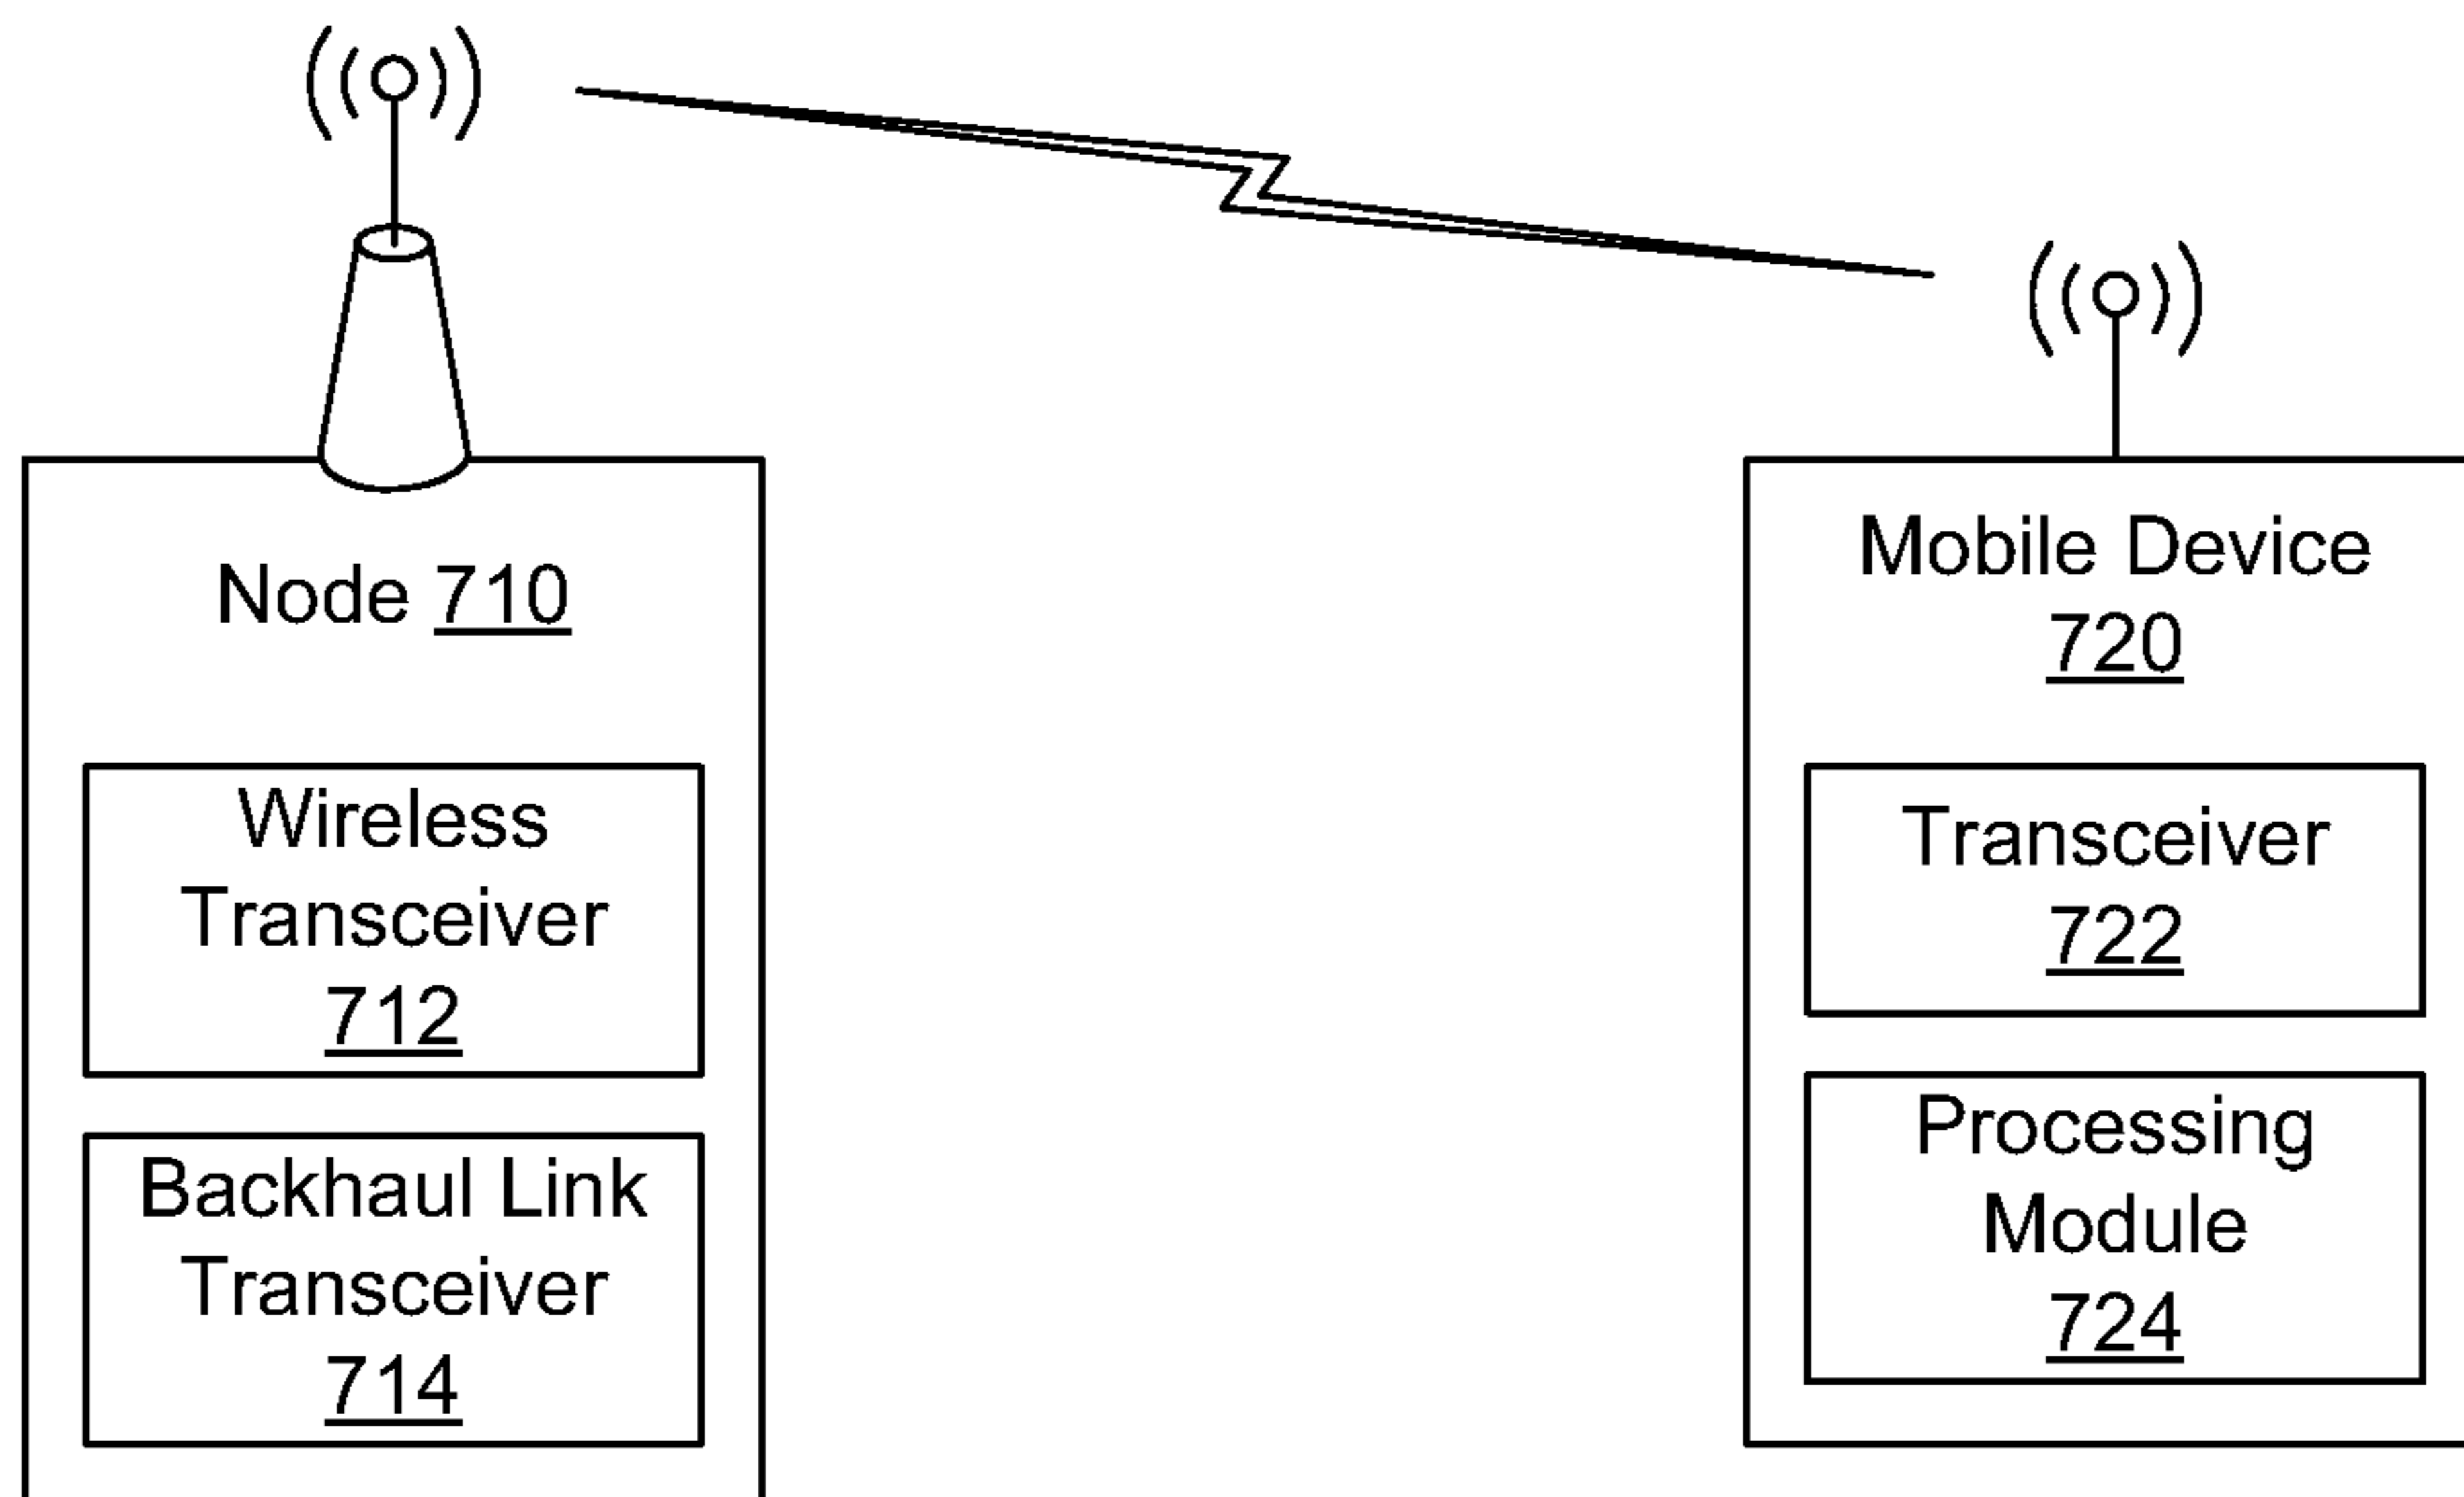 Node 710
Wireless
Transceiver
712
Backhaul Link
Transceiver
714
Mobile Device
720
Transceiver
722
Processing
Module
724